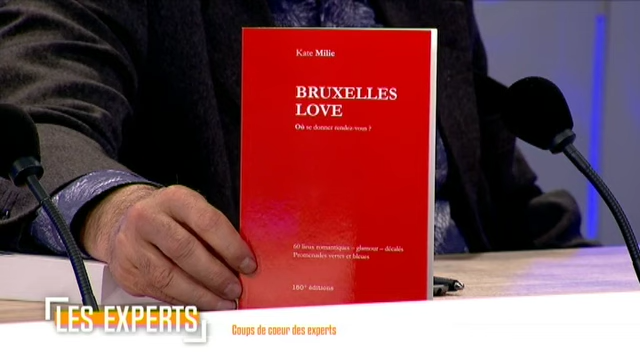 Kate Milie
BRUXELLES
LOVE
Où se donner rendez-vous ?
60 lieux romantiques – glamour – décalés
Promenades vertes et bleues
180° éditions
LES EXPERTS
Coups de coeur des experts